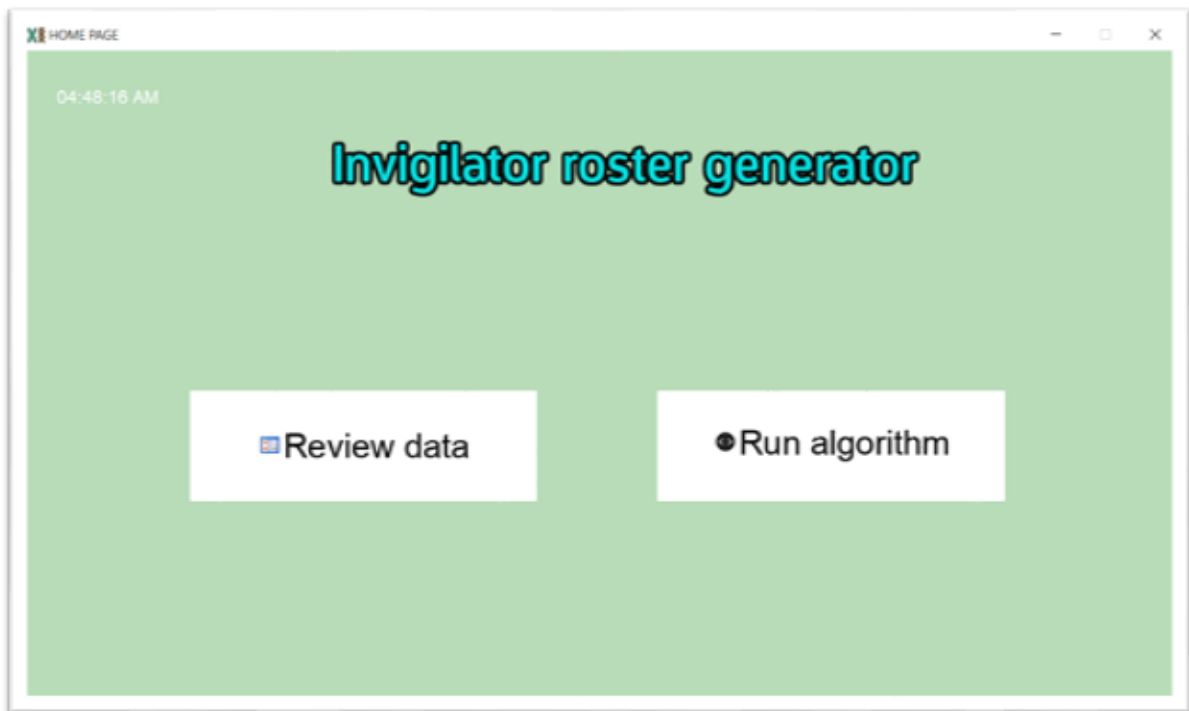 HOME PAGE
04:48:16 AM
Invigilator roster generator
Review data
Run algorithm